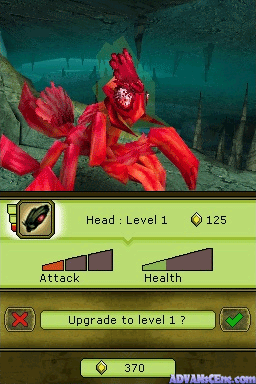 Head : Level 1
125
Attack
Health
Upgrade to level 1 ?
370
ADVANsCEne.com